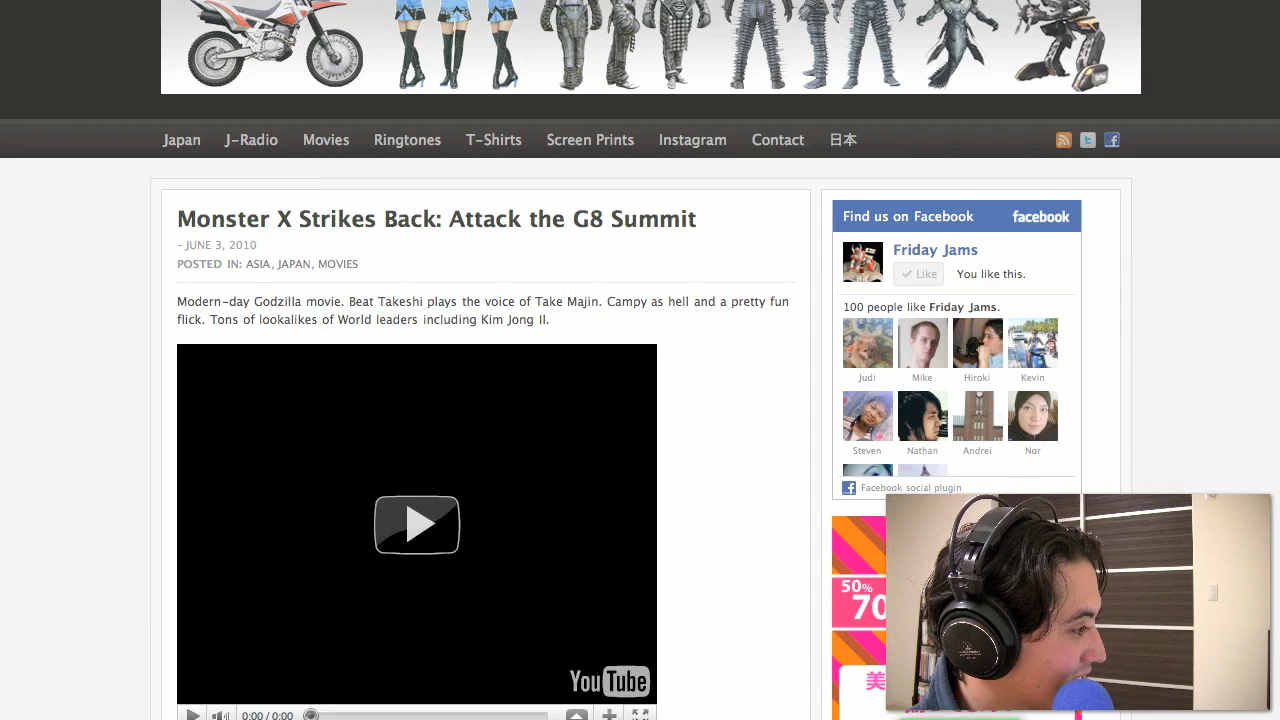 Japan J-Radio Movies Ringtones T-Shirts Screen Prints Instagram Contact 日本
Monster X Strikes Back: Attack the G8 Summit
- JUNE 3, 2010
POSTED IN: ASIA, JAPAN, MOVIES
Modern-day Godzilla movie. Beat Takeshi plays the voice of Take Majin. Campy as hell and a pretty fun
flick. Tons of lookalikes of World leaders including Kim Jong Il.
YouTube
0:00 / 0:00
Find us on Facebook facebook
Friday Jams
Like You like this.
100 people like Friday Jams.
Judi Mike Hiroki Kevin
Steven Nathan Andrei Nor
Facebook social plugin
50%
70
美